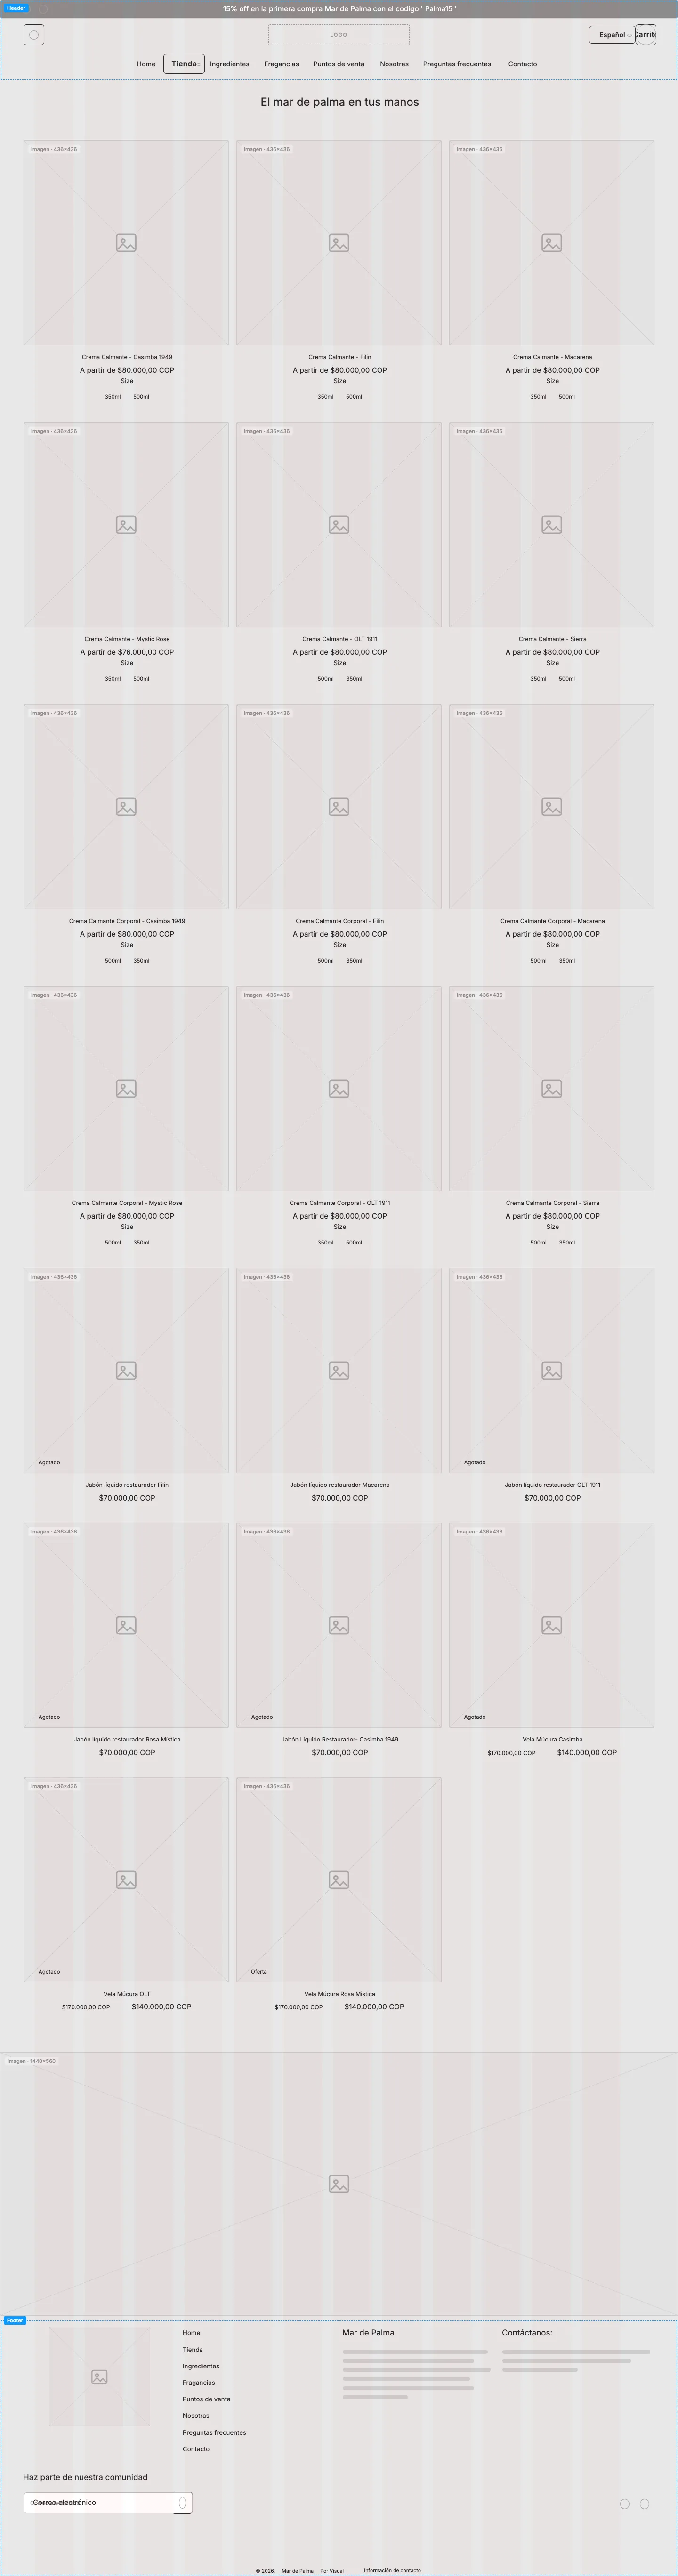 Header
15% off en la primera compra Mar de Palma con el codigo ' Palma15 '
LOGO
Español
Carrito
Home Tienda Ingredientes Fragancias Puntos de venta Nosotras Preguntas frecuentes Contacto
El mar de palma en tus manos
Imagen · 436×436 Imagen · 436×436 Imagen · 436×436
Crema Calmante - Casimba 1949 Crema Calmante - Filin Crema Calmante - Macarena
A partir de $80.000,00 COP A partir de $80.000,00 COP A partir de $80.000,00 COP
Size Size Size
350ml 500ml 350ml 500ml 350ml 500ml
Imagen · 436×436 Imagen · 436×436 Imagen · 436×436
Crema Calmante - Mystic Rose Crema Calmante - OLT 1911 Crema Calmante - Sierra
A partir de $76.000,00 COP A partir de $80.000,00 COP A partir de $80.000,00 COP
Size Size Size
350ml 500ml 500ml 350ml 350ml 500ml
Imagen · 436×436 Imagen · 436×436 Imagen · 436×436
Crema Calmante Corporal - Casimba 1949 Crema Calmante Corporal - Filin Crema Calmante Corporal - Macarena
A partir de $80.000,00 COP A partir de $80.000,00 COP A partir de $80.000,00 COP
Size Size Size
500ml 350ml 500ml 350ml 500ml 350ml
Imagen · 436×436 Imagen · 436×436 Imagen · 436×436
Crema Calmante Corporal - Mystic Rose Crema Calmante Corporal - OLT 1911 Crema Calmante Corporal - Sierra
A partir de $80.000,00 COP A partir de $80.000,00 COP A partir de $80.000,00 COP
Size Size Size
500ml 350ml 350ml 500ml 500ml 350ml
Imagen · 436×436 Imagen · 436×436 Imagen · 436×436
Agotado Agotado
Jabón líquido restaurador Filin Jabón líquido restaurador Macarena Jabón líquido restaurador OLT 1911
$70.000,00 COP $70.000,00 COP $70.000,00 COP
Imagen · 436×436 Imagen · 436×436 Imagen · 436×436
Agotado Agotado Agotado
Jabón líquido restaurador Rosa Mística Jabón Líquido Restaurador- Casimba 1949 Vela Múcura Casimba
$70.000,00 COP $70.000,00 COP $170.000,00 COP $140.000,00 COP
Imagen · 436×436 Imagen · 436×436
Agotado Oferta
Vela Múcura OLT Vela Múcura Rosa Mística
$170.000,00 COP $140.000,00 COP $170.000,00 COP $140.000,00 COP
Imagen · 1440×560
Footer
Home
Tienda
Ingredientes
Fragancias
Puntos de venta
Nosotras
Preguntas frecuentes
Contacto
Mar de Palma
Contáctanos:
Haz parte de nuestra comunidad
Correo electrónico
© 2026, Mar de Palma Por Visual Información de contacto